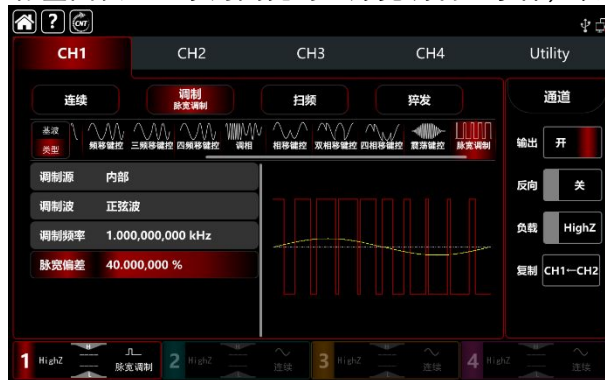 ? CNT
CH1 CH2 CH3 CH4 Utility
连续 调制 扫频 猝发 通道
脉宽调制
基波
类型 频移键控 三频移键控 四频移键控 调相 相移键控 双相移键控 四相移键控 震荡键控 脉宽调制
输出 开
调制源 内部
反向 关
调制波 正弦波
负载 HighZ
调制频率 1.000,000,000 kHz
脉宽偏差 40.000,000 %
复制 CH1←CH2
1 HighZ 脉宽调制 2 HighZ 连续 3 HighZ 连续 4 HighZ 连续